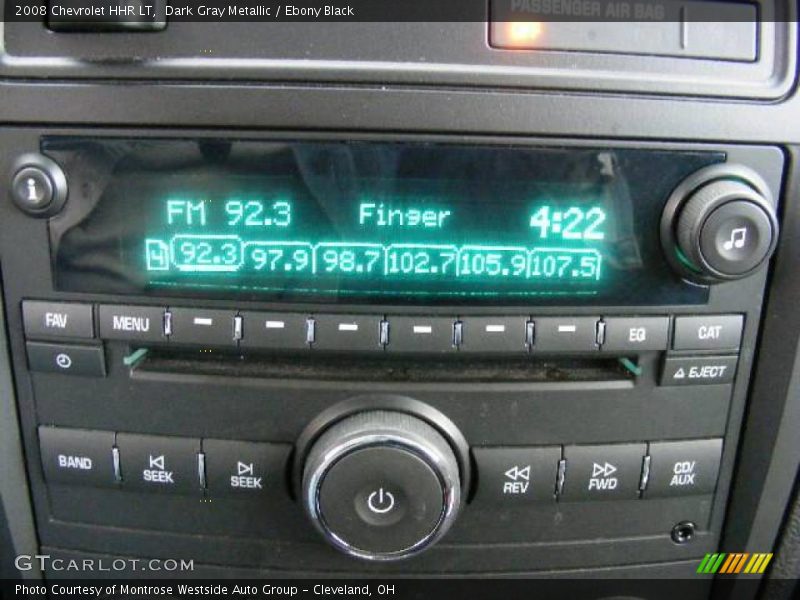 2008 Chevrolet HHR LT, Dark Gray Metallic / Ebony Black
PASSENGER AIR BAG
i
FM 92.3 Finger 4:22
4 92.3 97.9 98.7 102.7 105.9 107.5
FAV MENU EQ CAT
EJECT
BAND SEEK SEEK REV FWD CD/AUX
GTCARLOT.COM
Photo Courtesy of Montrose Westside Auto Group - Cleveland, OH